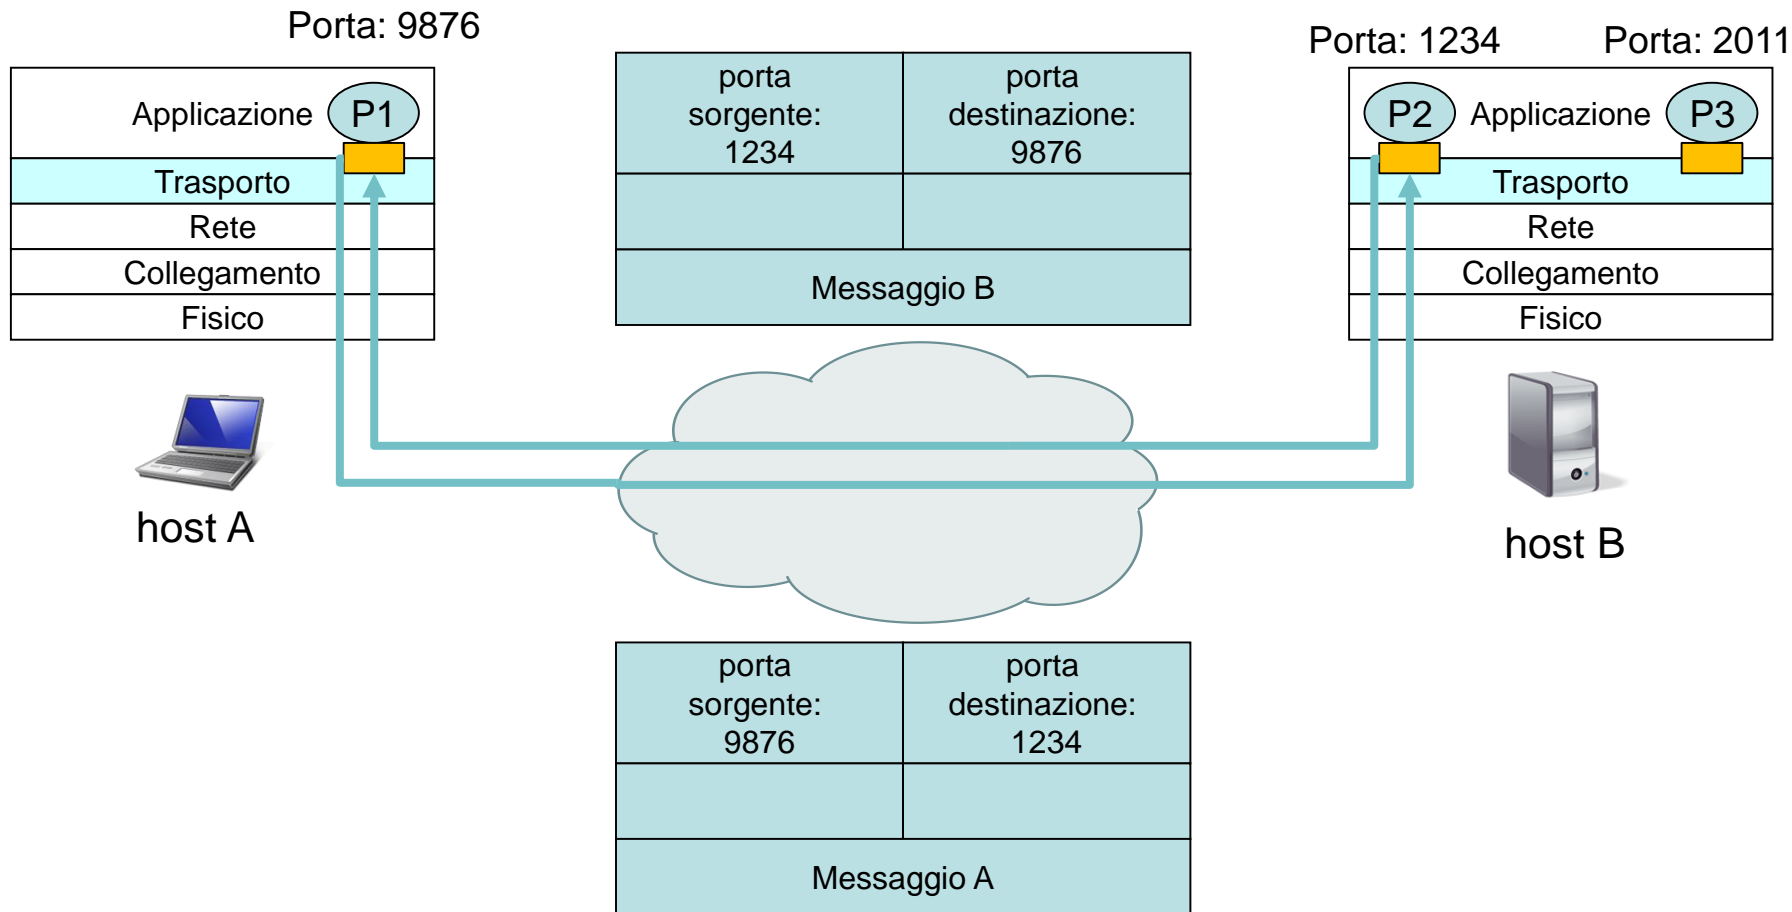 Porta: 9876
Applicazione
P1
Trasporto
Rete
Collegamento
Fisico
host A
porta
sorgente:
1234
porta
destinazione:
9876
Messaggio B
porta
sorgente:
9876
porta
destinazione:
1234
Messaggio A
Porta: 1234
Porta: 2011
P2
Applicazione
P3
Trasporto
Rete
Collegamento
Fisico
host B